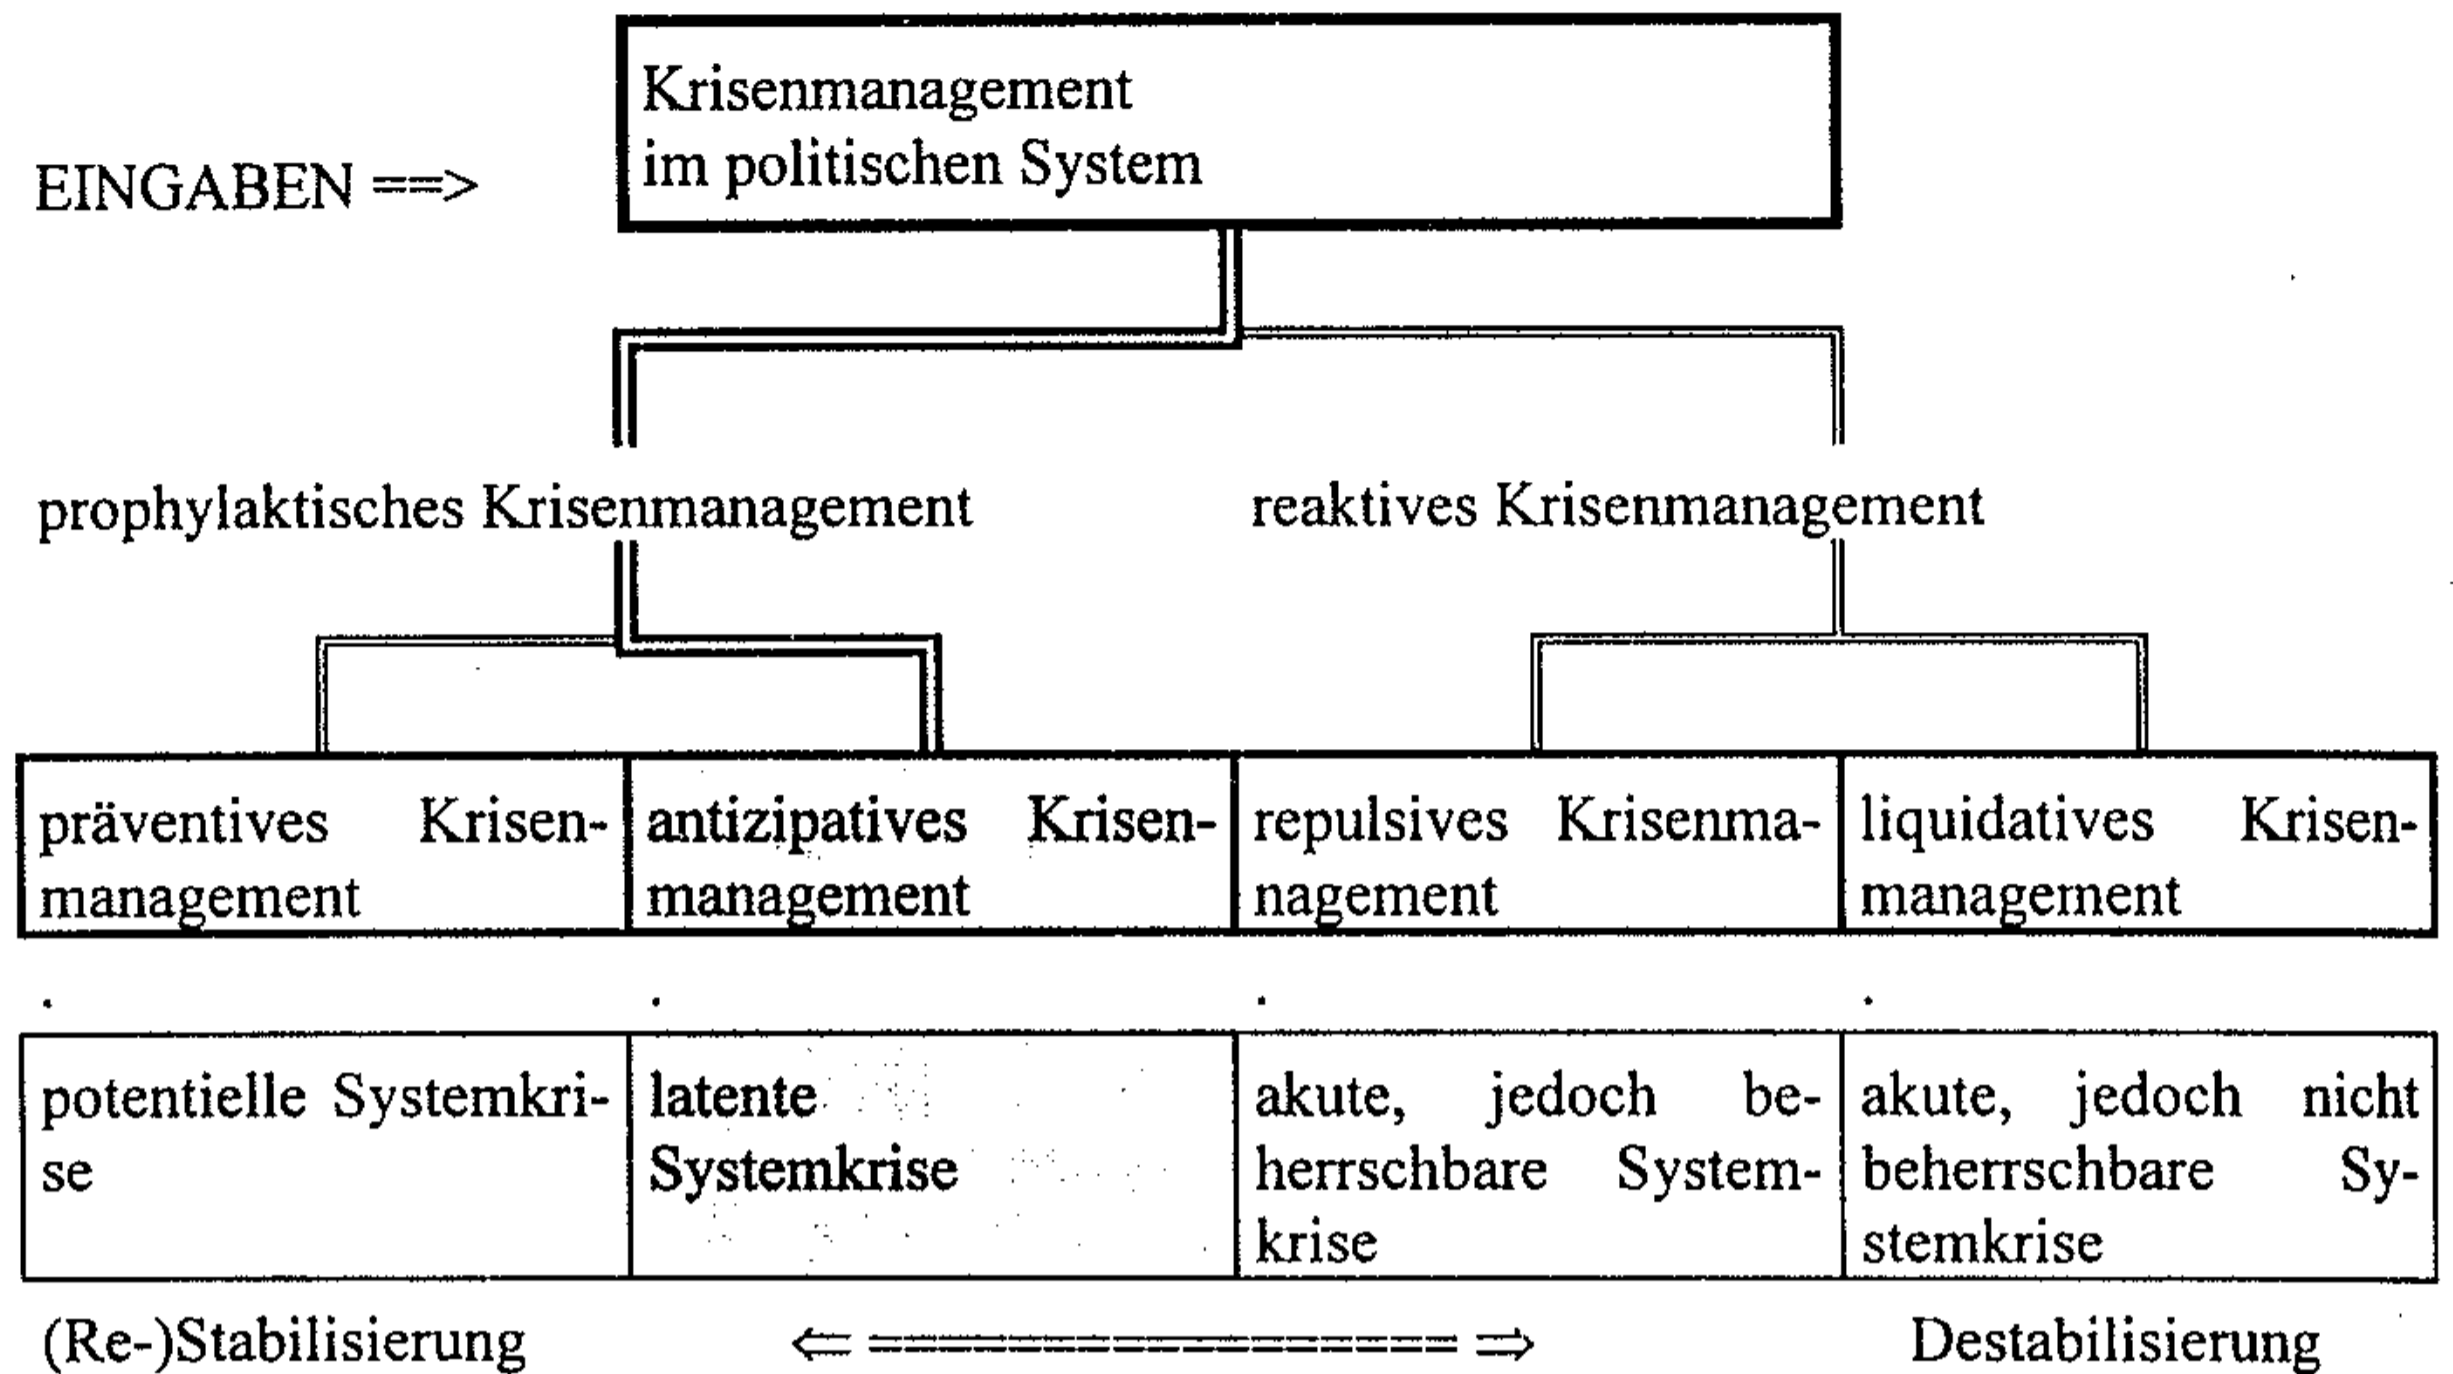 Krisenmanagement
im politischen System
EINGABEN ==>
prophylaktisches Krisenmanagement
reaktives Krisenmanagement
präventives Krisen-
management
antizipatives Krisen-
management
repulsives Krisenma-
nagement
liquidatives Krisen-
management
potentielle Systemkri-
se
latente
Systemkrise
akute, jedoch be-
herrschbare System-
krise
akute, jedoch nicht
beherrschbare Sy-
stemkrise
(Re-)Stabilisierung
⇐ =============== ⇒
Destabilisierung